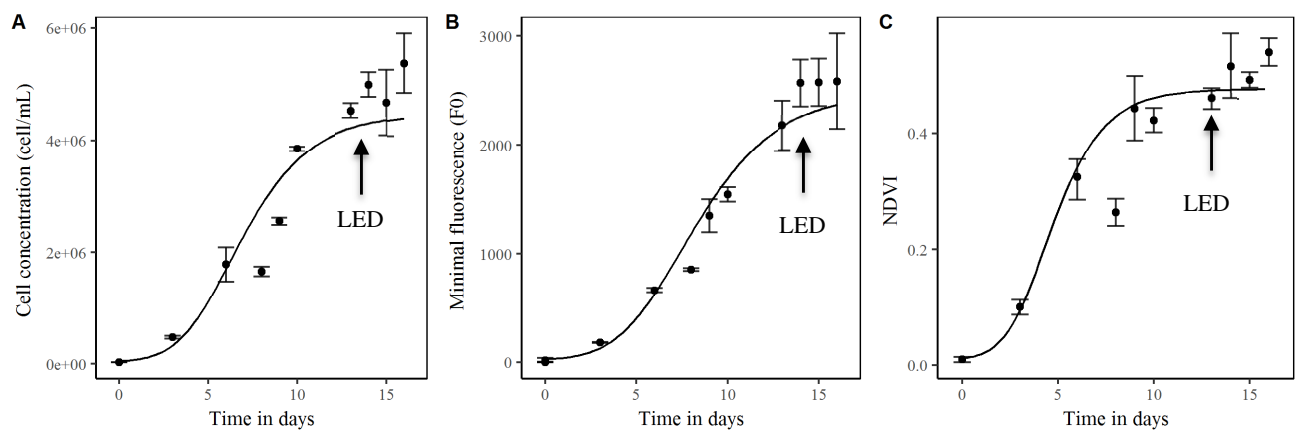 A
Cell concentration (cell/mL)
6e+06
4e+06
2e+06
0e+00
LED
0 5 10 15
Time in days
B
Minimal fluorescence (F0)
3000
2000
1000
0
LED
0 5 10 15
Time in days
C
NDVI
0.4
0.2
0.0
LED
0 5 10 15
Time in days